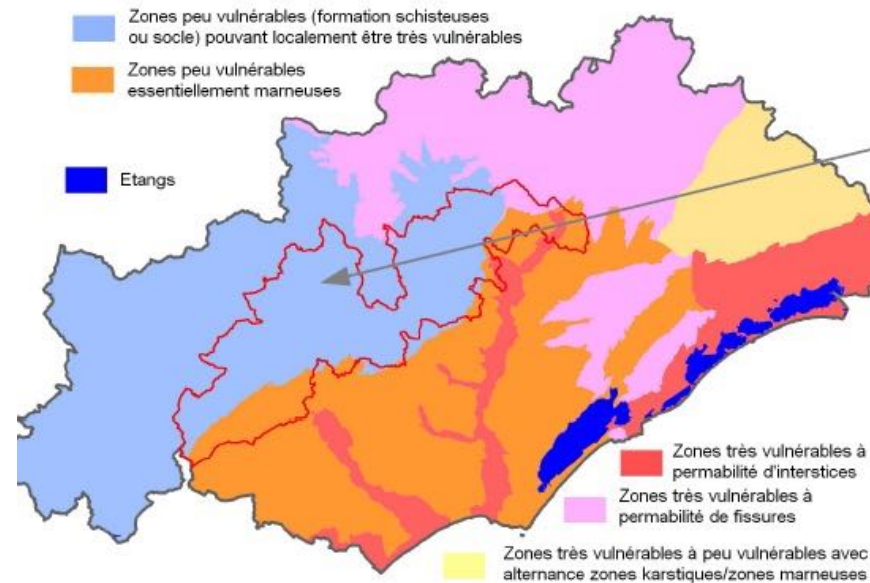 Zones peu vulnérables (formation schisteuses
ou socle) pouvant localement être très vulnérables
Zones peu vulnérables
essentiellement marneuses
Etangs
Zones très vulnérables à
permabilité d'interstices
Zones très vulnérables à
permabilité de fissures
Zones très vulnérables à peu vulnérables avec
alternance zones karstiques/zones marneuses